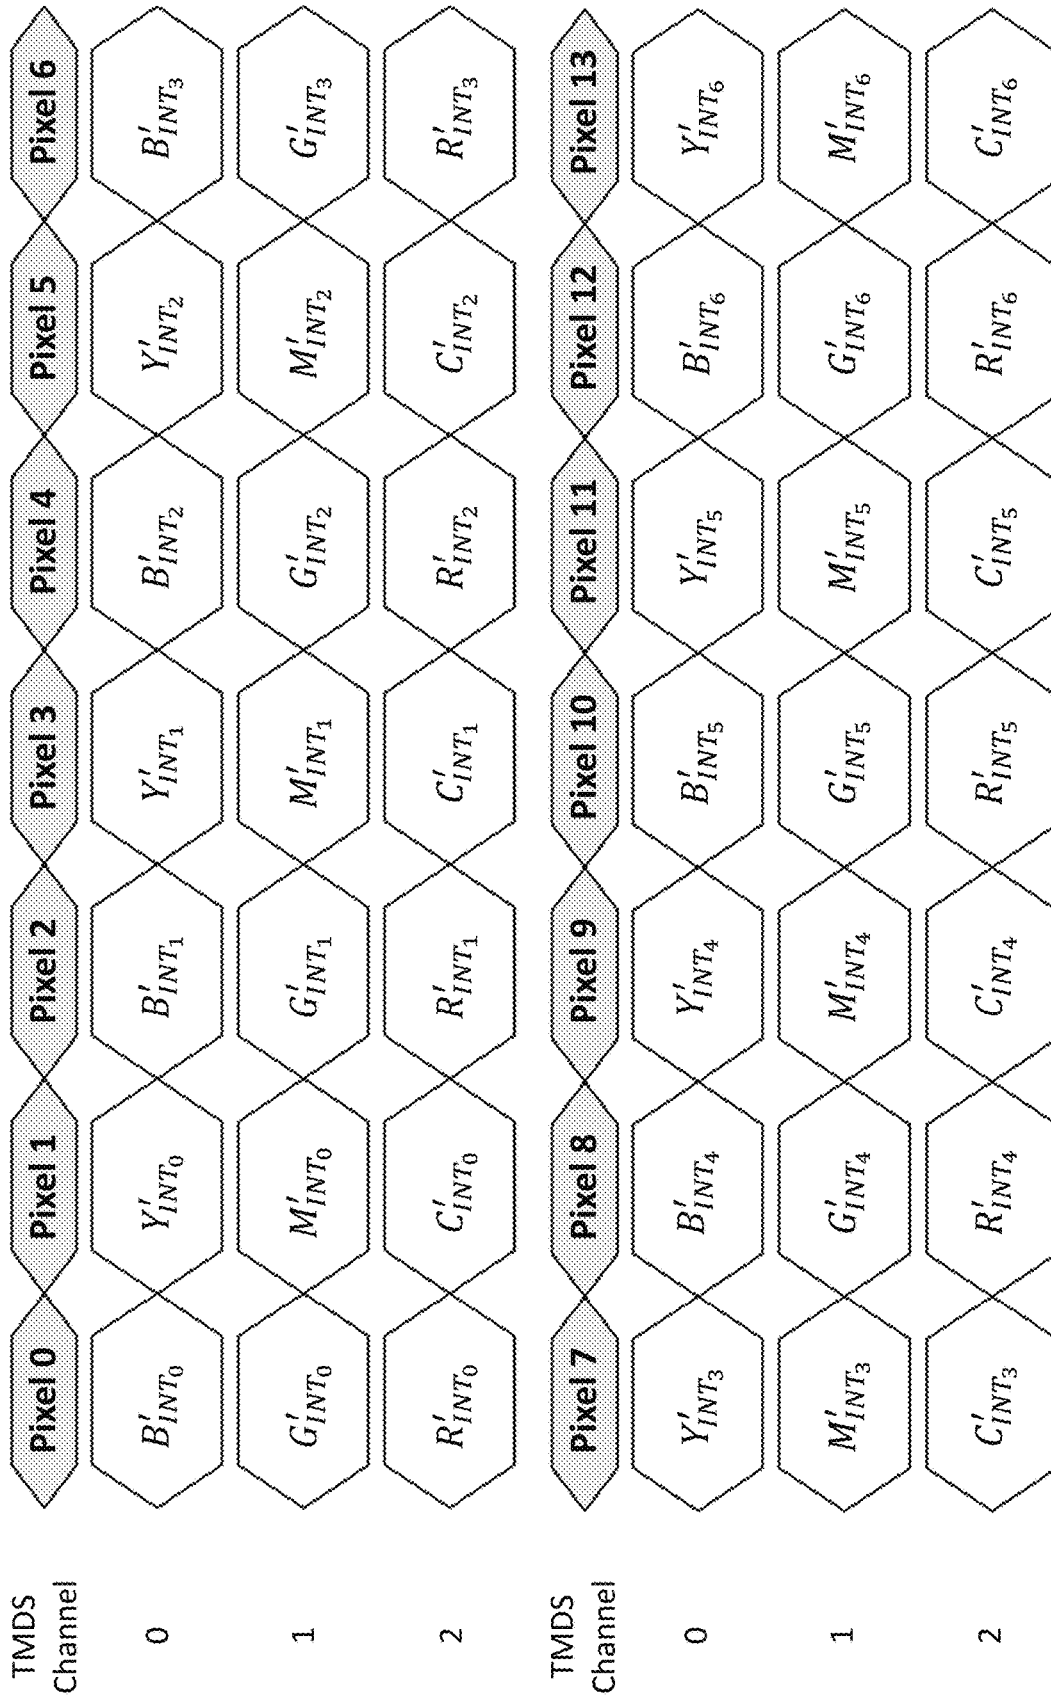 TMDS Channel Pixel 0 Pixel 1 Pixel 2 Pixel 3 Pixel 4 Pixel 5 Pixel 6
0 B'INT₀ Y'INT₀ B'INT₁ Y'INT₁ B'INT₂ Y'INT₂ B'INT₃
1 G'INT₀ M'INT₀ G'INT₁ M'INT₁ G'INT₂ M'INT₂ G'INT₃
2 R'INT₀ C'INT₀ R'INT₁ C'INT₁ R'INT₂ C'INT₂ R'INT₃
TMDS Channel Pixel 7 Pixel 8 Pixel 9 Pixel 10 Pixel 11 Pixel 12 Pixel 13
0 Y'INT₃ B'INT₄ Y'INT₄ B'INT₅ Y'INT₅ B'INT₆ Y'INT₆
1 M'INT₃ G'INT₄ M'INT₄ G'INT₅ M'INT₅ G'INT₆ M'INT₆
2 C'INT₃ R'INT₄ C'INT₄ R'INT₅ C'INT₅ R'INT₆ C'INT₆